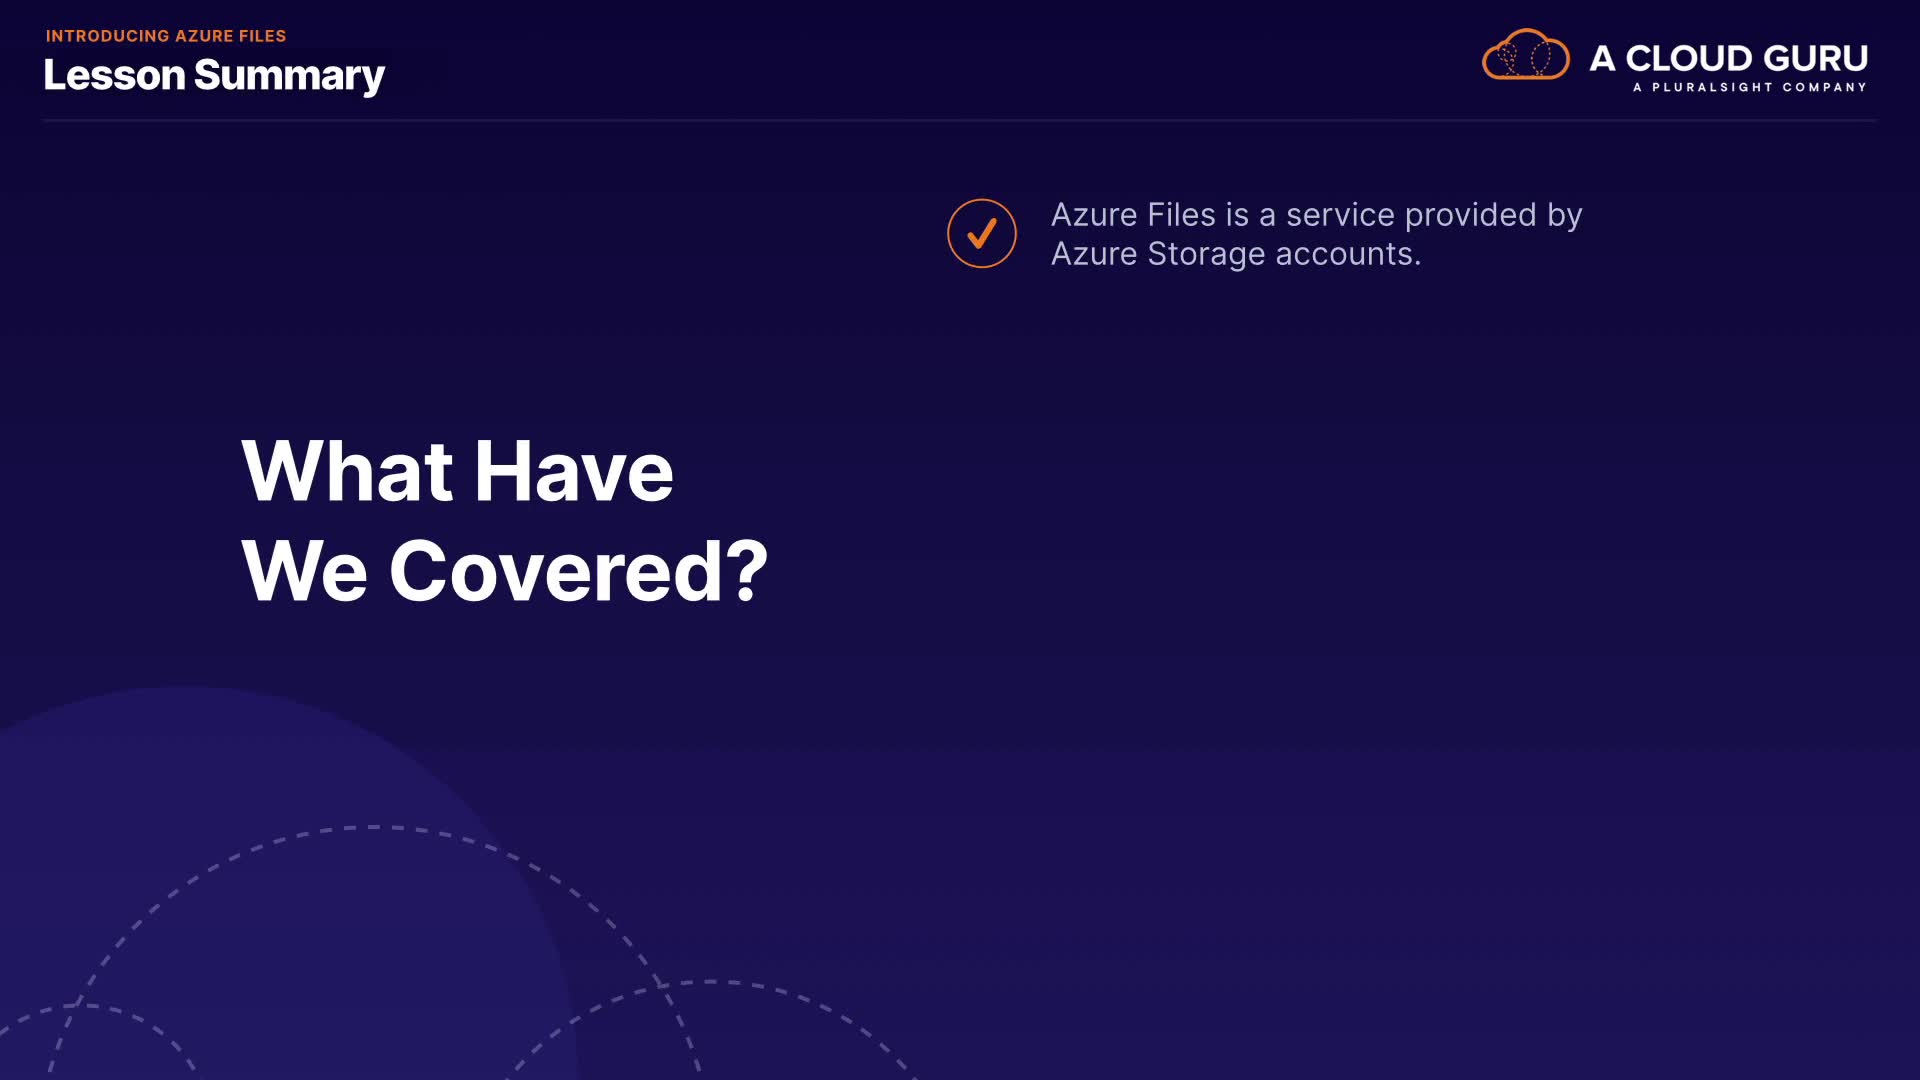 INTRODUCING AZURE FILES
Lesson Summary
A CLOUD GURU
A PLURALSIGHT COMPANY
Azure Files is a service provided by
Azure Storage accounts.
What Have
We Covered?